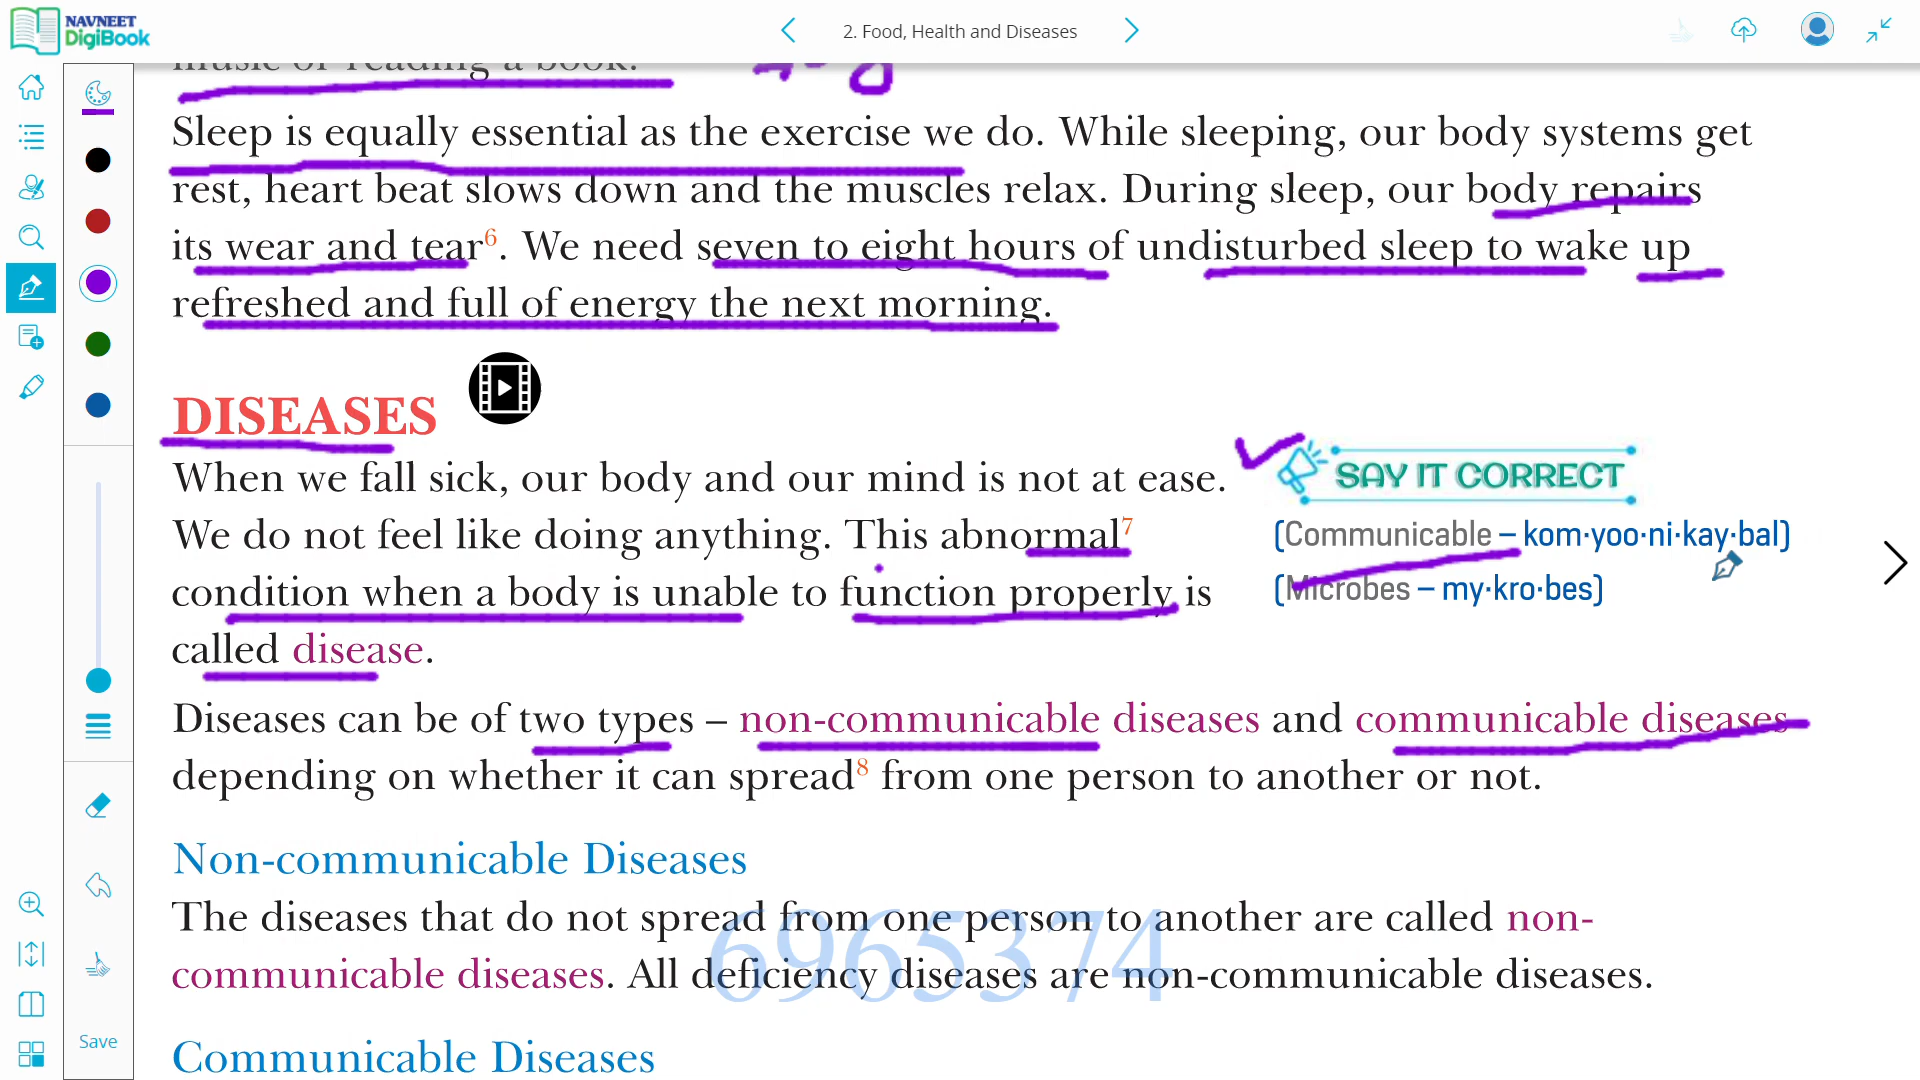 NAVNEET
DigiBook
2. Food, Health and Diseases
music or reading a book.
Sleep is equally essential as the exercise we do. While sleeping, our body systems get
rest, heart beat slows down and the muscles relax. During sleep, our body repairs
its wear and tear6. We need seven to eight hours of undisturbed sleep to wake up
refreshed and full of energy the next morning.
DISEASES
When we fall sick, our body and our mind is not at ease.
We do not feel like doing anything. This abnormal7
condition when a body is unable to function properly is
called disease.
SAY IT CORRECT
(Communicable – kom·yoo·ni·kay·bal)
(Microbes – my·kro·bes)
Diseases can be of two types – non-communicable diseases and communicable diseases
depending on whether it can spread8 from one person to another or not.
Non-communicable Diseases
The diseases that do not spread from one person to another are called non-
communicable diseases. All deficiency diseases are non-communicable diseases.
6965374
Communicable Diseases
Save